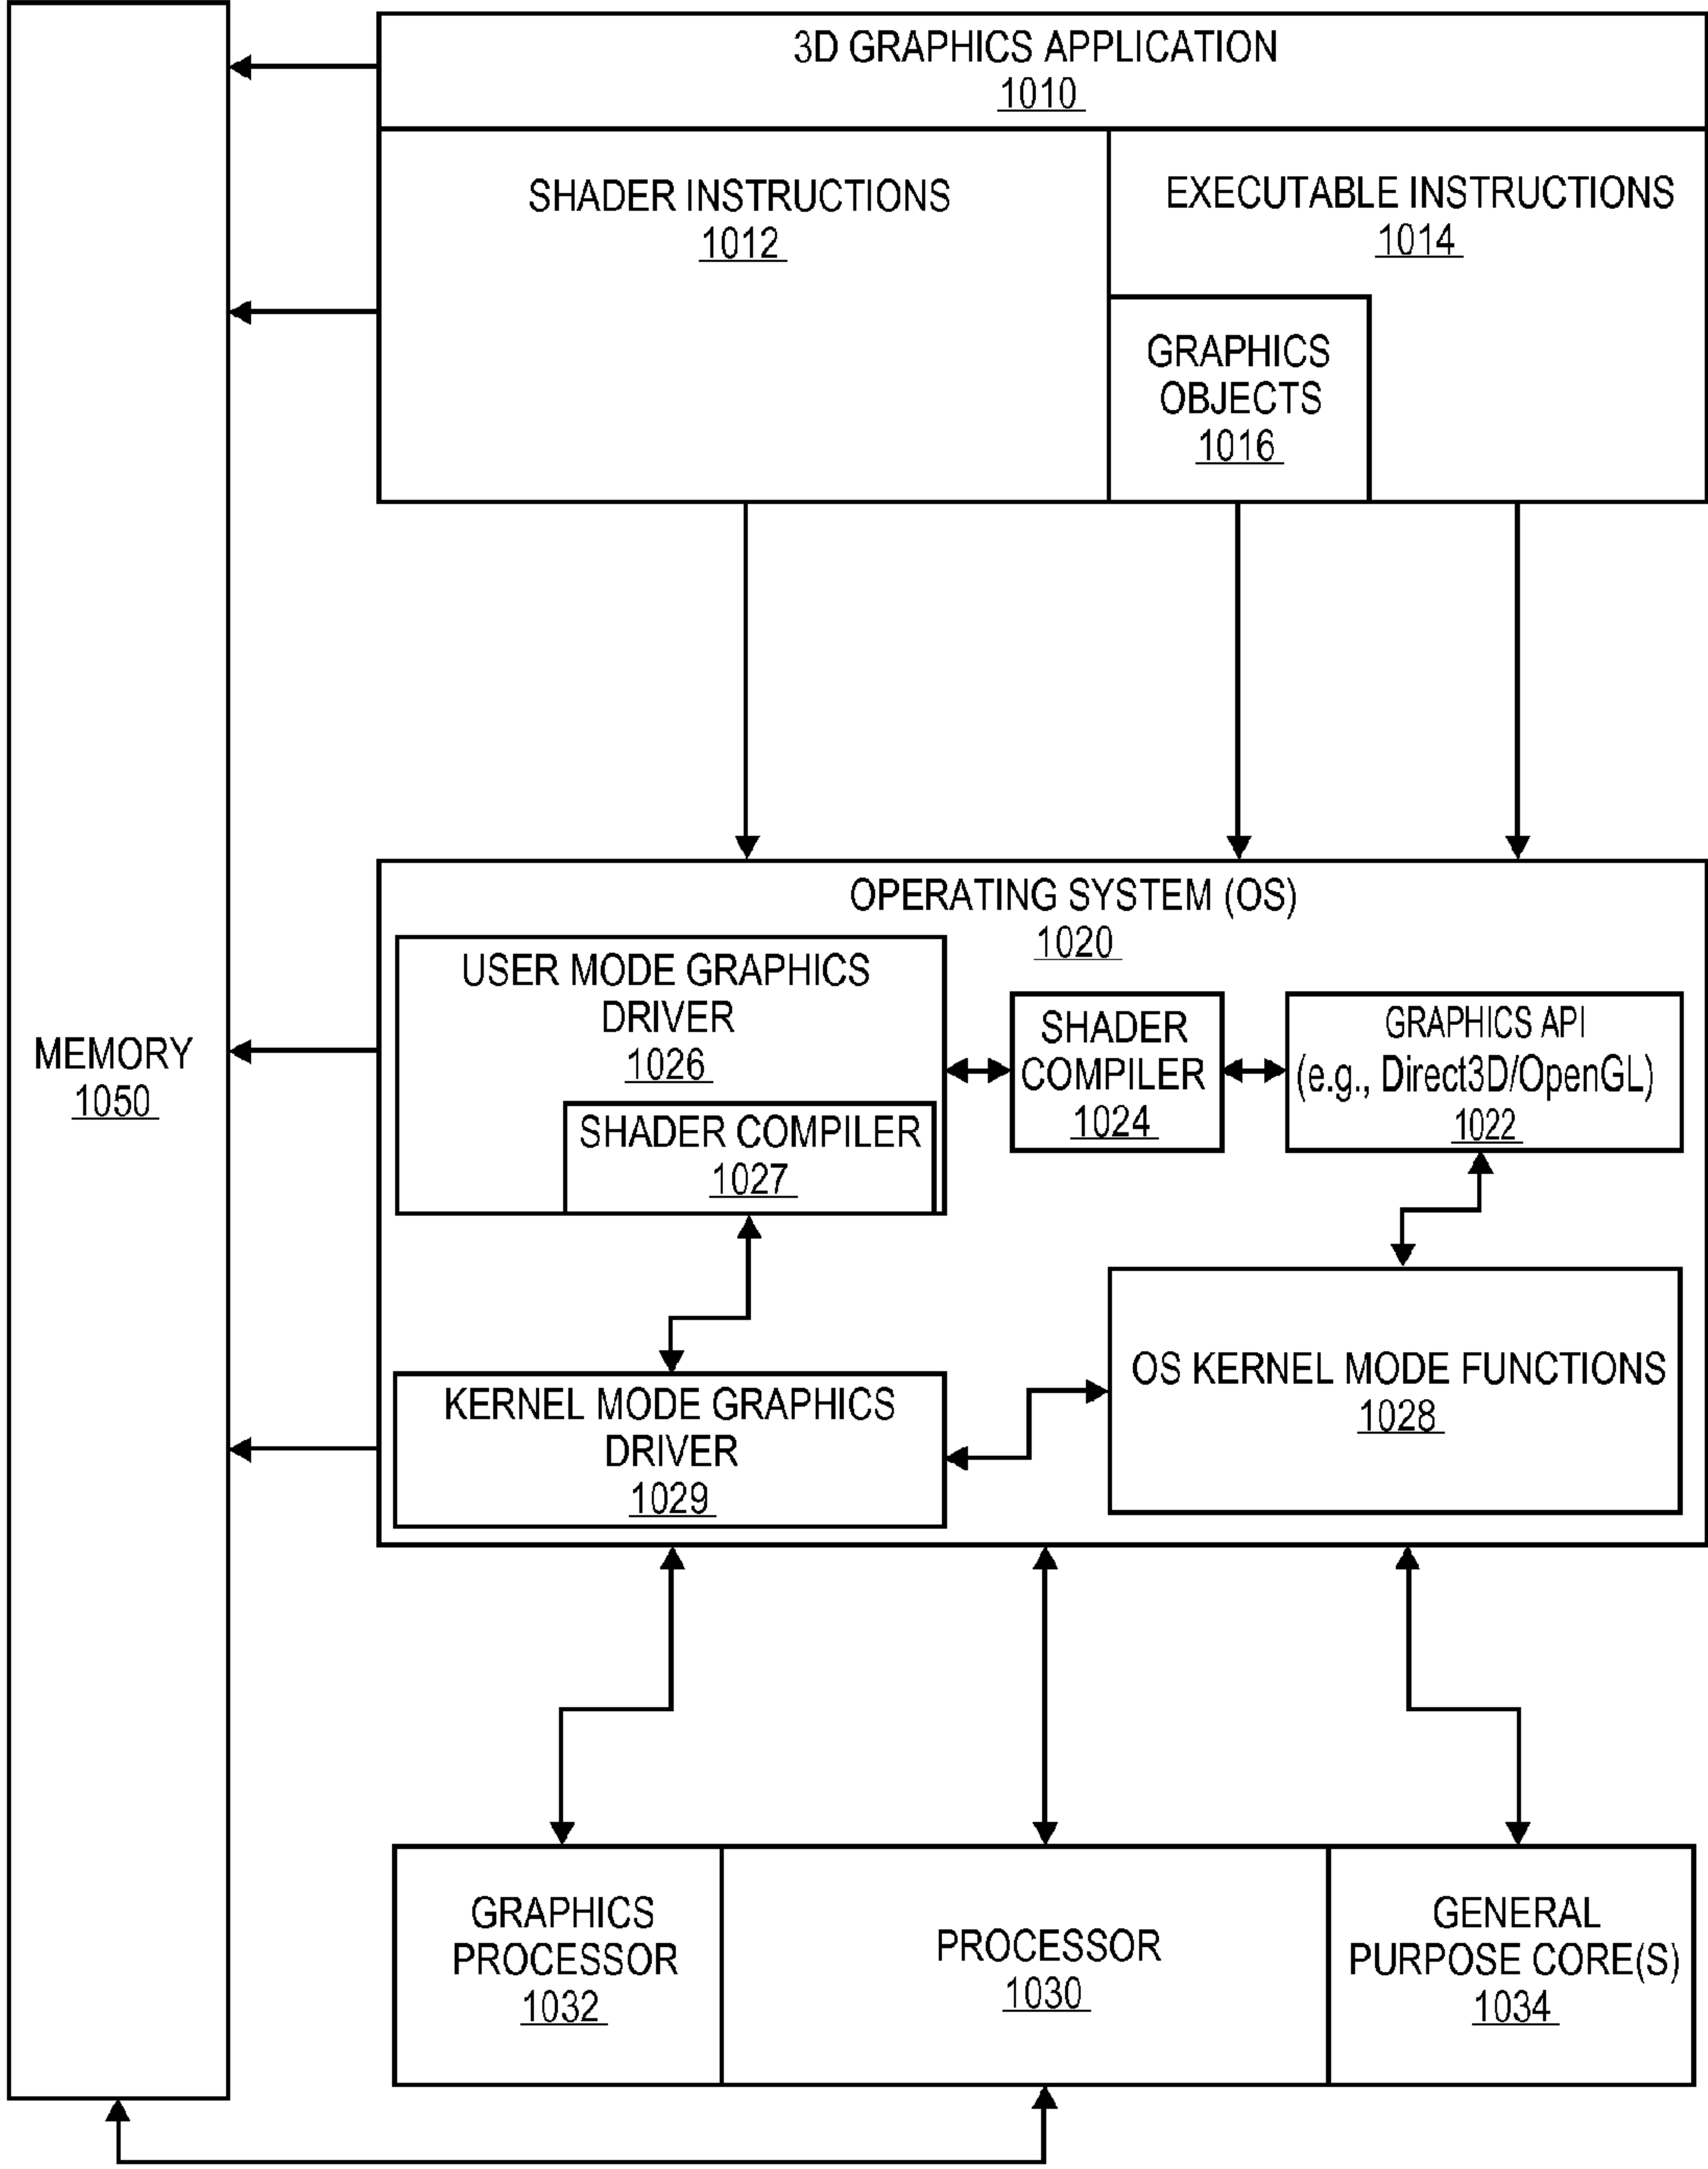 3D GRAPHICS APPLICATION
1010
SHADER INSTRUCTIONS
1012
EXECUTABLE INSTRUCTIONS
1014
GRAPHICS
OBJECTS
1016
OPERATING SYSTEM (OS)
1020
USER MODE GRAPHICS
DRIVER
1026
SHADER COMPILER
1027
SHADER
COMPILER
1024
GRAPHICS API
(e.g., Direct3D/OpenGL)
1022
MEMORY
1050
KERNEL MODE GRAPHICS
DRIVER
1029
OS KERNEL MODE FUNCTIONS
1028
GRAPHICS
PROCESSOR
1032
PROCESSOR
1030
GENERAL
PURPOSE CORE(S)
1034